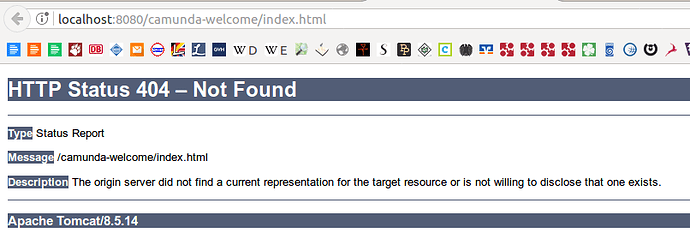 localhost:8080/camunda-welcome/index.html
DB OVH W D W E S C
HTTP Status 404 – Not Found
Type Status Report
Message /camunda-welcome/index.html
Description The origin server did not find a current representation for the target resource or is not willing to disclose that one exists.
Apache Tomcat/8.5.14